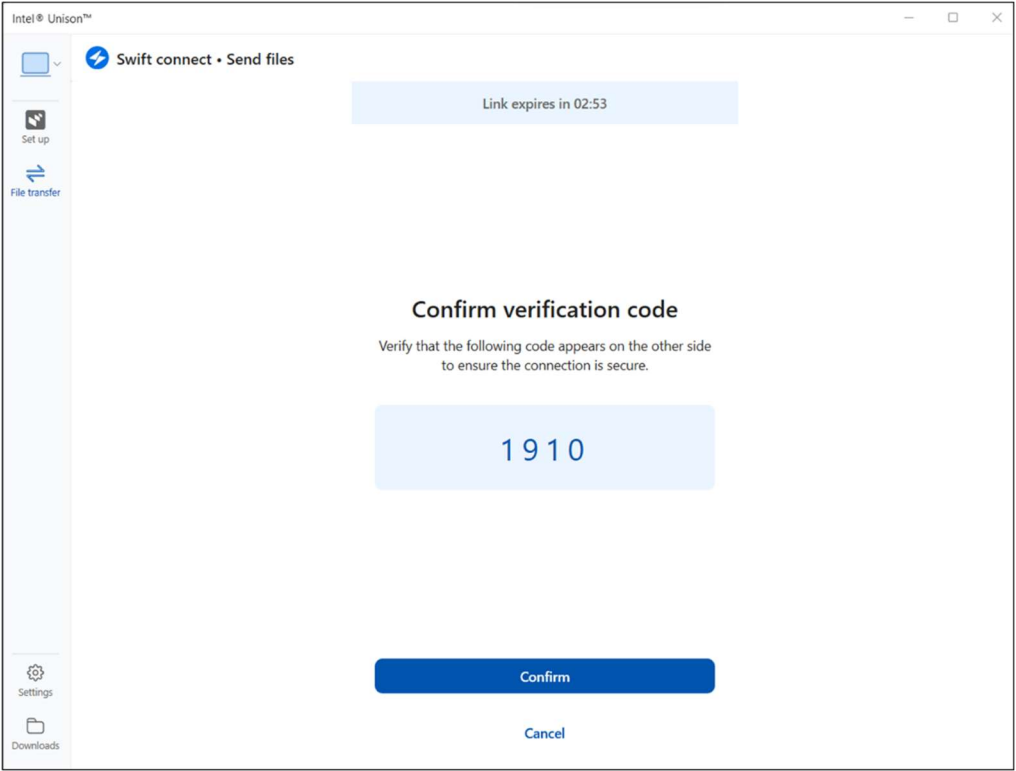 Intel® Unison™
Swift connect • Send files
Link expires in 02:53
Set up
File transfer
Confirm verification code
Verify that the following code appears on the other side
to ensure the connection is secure.
1910
Confirm
Cancel
Settings
Downloads